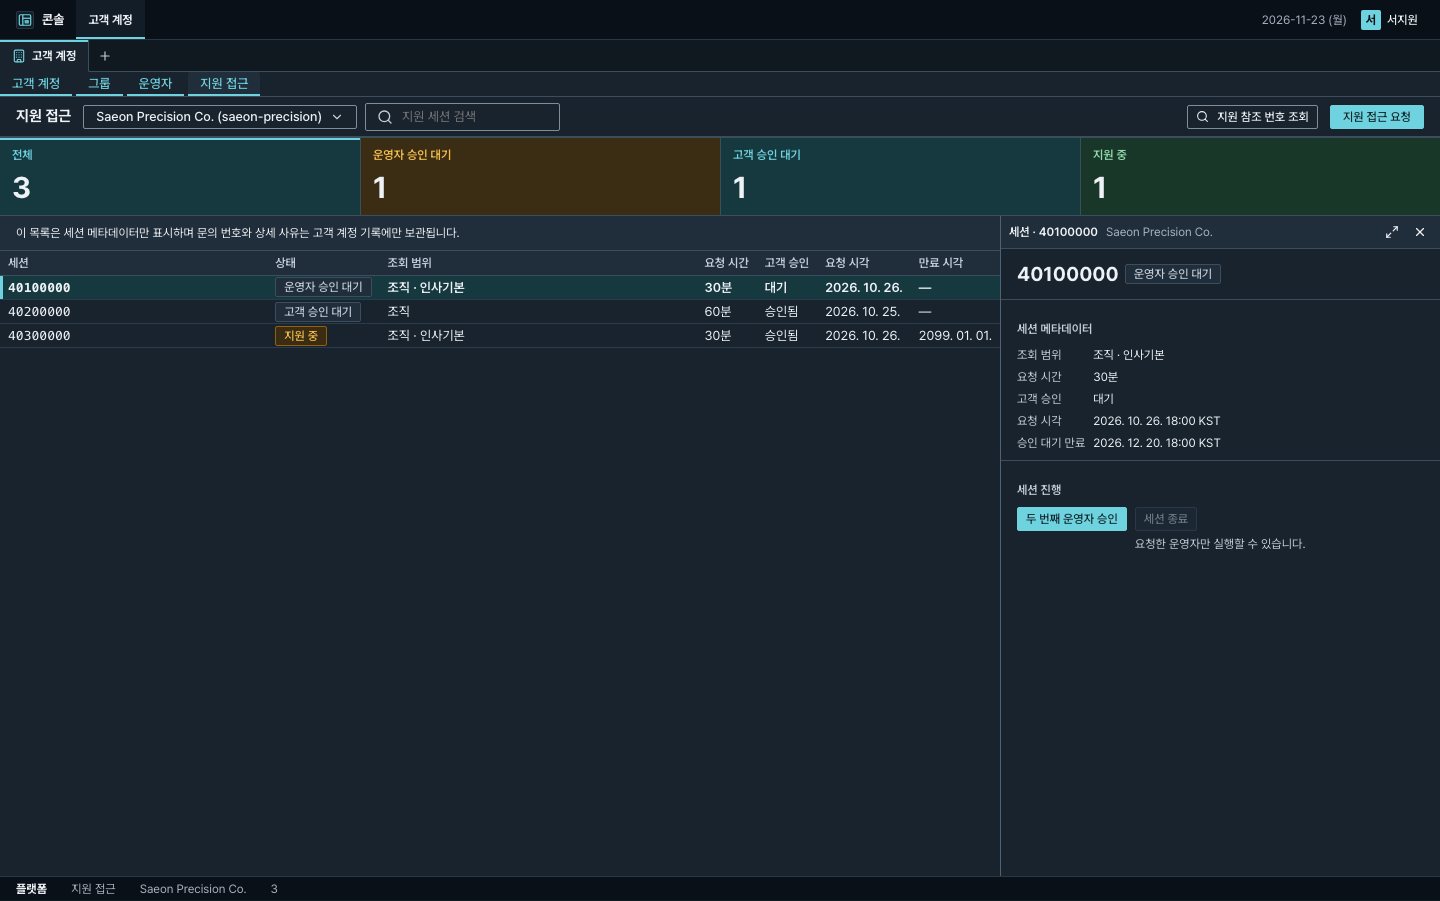 콘솔 고객 계정 2026-11-23 (월) 서 서지원
고객 계정 +
고객 계정 그룹 운영자 지원 접근
지원 접근 Saeon Precision Co. (saeon-precision) 지원 세션 검색 지원 참조 번호 조회 지원 접근 요청
전체 운영자 승인 대기 고객 승인 대기 지원 중
3 1 1 1
이 목록은 세션 메타데이터만 표시하며 문의 번호와 상세 사유는 고객 계정 기록에만 보관됩니다.
세션 상태 조회 범위 요청 시간 고객 승인 요청 시각 만료 시각
40100000 운영자 승인 대기 조직 · 인사기본 30분 대기 2026. 10. 26. —
40200000 고객 승인 대기 조직 60분 승인됨 2026. 10. 25. —
40300000 지원 중 조직 · 인사기본 30분 승인됨 2026. 10. 26. 2099. 01. 01.
세션 · 40100000 Saeon Precision Co.
40100000 운영자 승인 대기
세션 메타데이터
조회 범위 조직 · 인사기본
요청 시간 30분
고객 승인 대기
요청 시각 2026. 10. 26. 18:00 KST
승인 대기 만료 2026. 12. 20. 18:00 KST
세션 진행
두 번째 운영자 승인 세션 종료
요청한 운영자만 실행할 수 있습니다.
플랫폼 지원 접근 Saeon Precision Co. 3